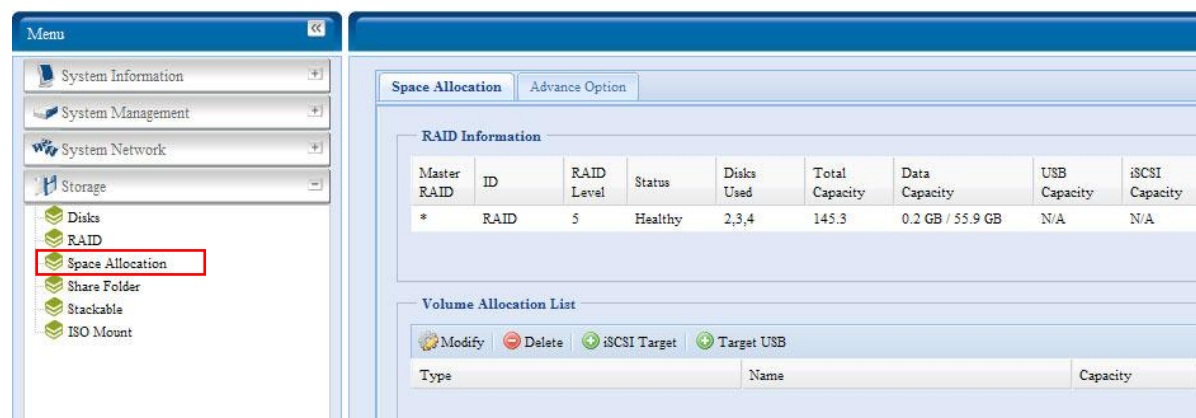 Menu
System Information
System Management
System Network
Storage
Disks
RAID
Space Allocation
Share Folder
Stackable
ISO Mount
Space Allocation Advance Option
RAID Information
Master RAID ID RAID Level Status Disks Used Total Capacity Data Capacity USB Capacity iSCSI Capacity
* RAID 5 Healthy 2,3,4 145.3 0.2 GB / 55.9 GB N/A N/A
Volume Allocation List
Modify Delete iSCSI Target Target USB
Type Name Capacity